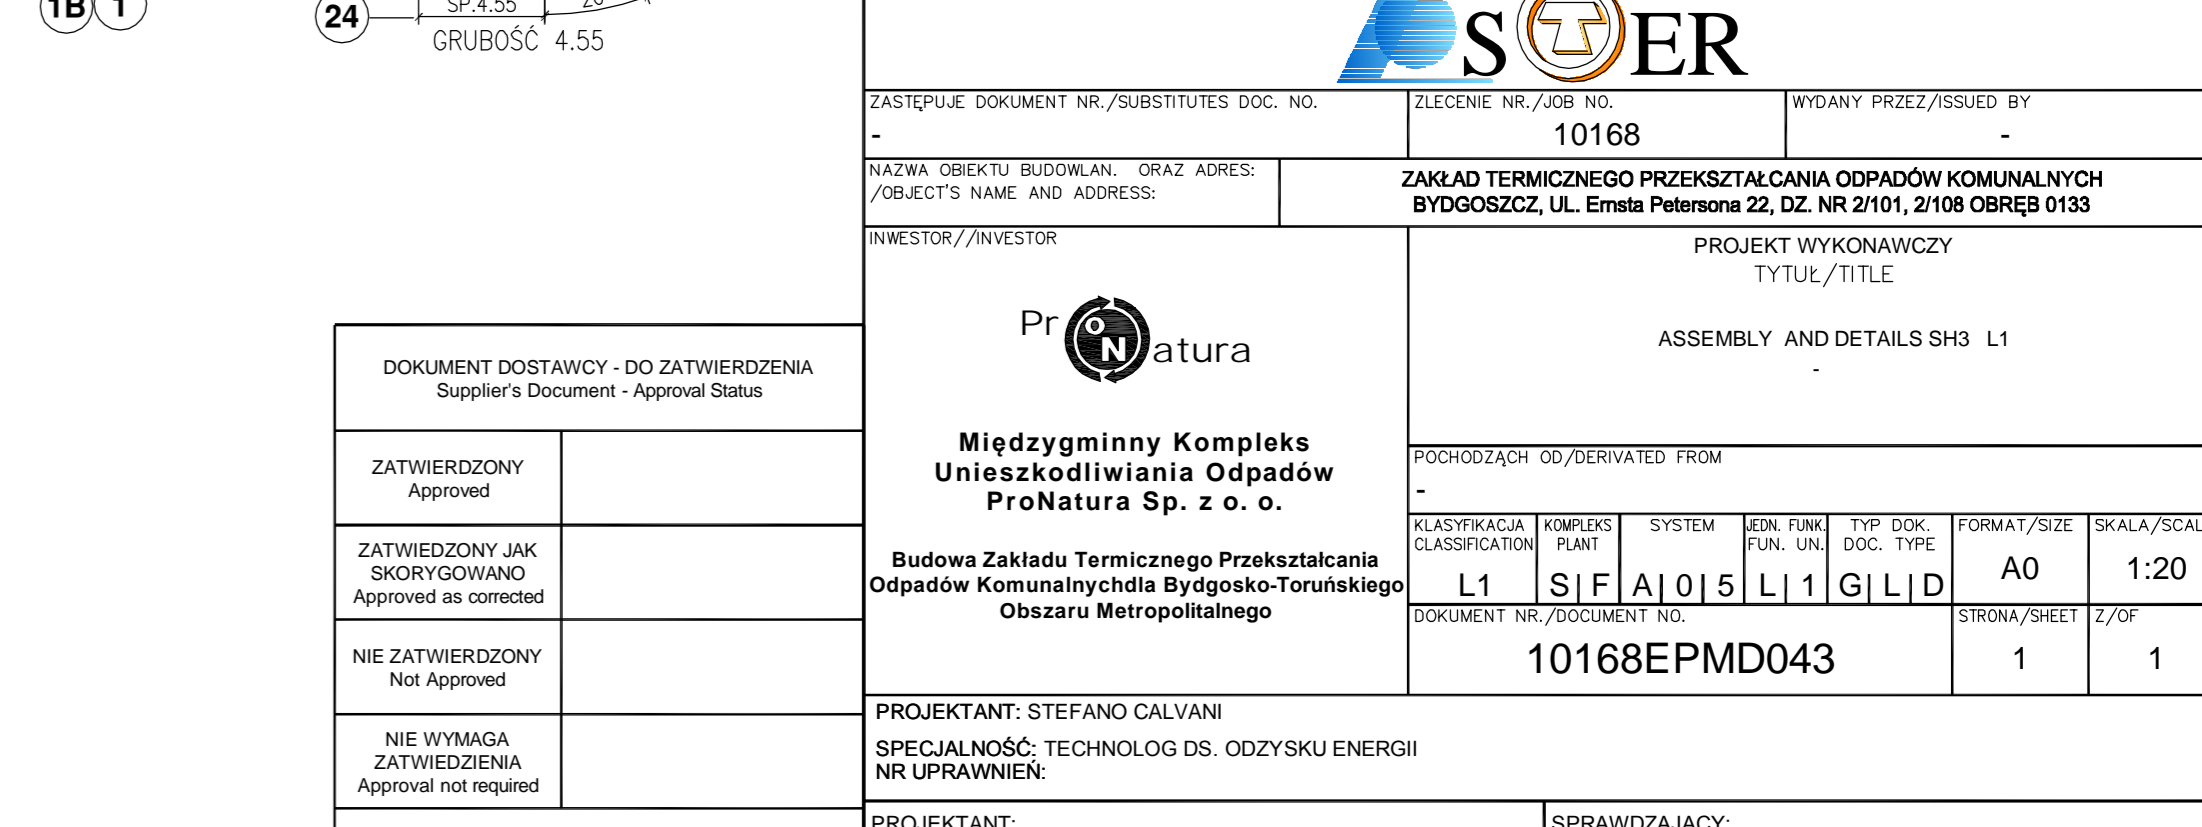 1B 1
24
SP.4.55
GRUBOŚĆ 4.55
S T ER
ZASTĘPUJE DOKUMENT NR./SUBSTITUTES DOC. NO.
-
ZLECENIE NR./JOB NO.
10168
WYDANY PRZEZ/ISSUED BY
-
NAZWA OBIEKTU BUDOWLAN. ORAZ ADRES:
/OBJECT'S NAME AND ADDRESS:
ZAKŁAD TERMICZNEGO PRZEKSZTAŁCANIA ODPADÓW KOMUNALNYCH
BYDGOSZCZ, UL. Ernsta Petersona 22, DZ. NR 2/101, 2/108 OBRĘB 0133
INWESTOR//INVESTOR
Pr O N atura
Międzygminny Kompleks
Unieszkodliwiania Odpadów
ProNatura Sp. z o. o.
Budowa Zakładu Termicznego Przekształcania
Odpadów Komunalnychdla Bydgosko-Toruńskiego
Obszaru Metropolitalnego
PROJEKT WYKONAWCZY
TYTUŁ/TITLE
ASSEMBLY AND DETAILS SH3 L1
-
POCHODZĄCH OD/DERIVATED FROM
-
KLASYFIKACJA
CLASSIFICATION
L1
KOMPLEKS
PLANT
S|F
SYSTEM
A|0|5
JEDN. FUNK.
FUN. UN.
L|1
TYP DOK.
DOC. TYPE
G|L|D
FORMAT/SIZE
A0
SKALA/SCAL
1:20
DOKUMENT NR./DOCUMENT NO.
10168EPMD043
STRONA/SHEET
1
Z/OF
1
DOKUMENT DOSTAWCY - DO ZATWIERDZENIA
Supplier's Document - Approval Status
ZATWIERDZONY
Approved
ZATWIEDZONY JAK
SKORYGOWANO
Approved as corrected
NIE ZATWIERDZONY
Not Approved
NIE WYMAGA
ZATWIEDZIENIA
Approval not required
PROJEKTANT: STEFANO CALVANI
SPECJALNOŚĆ: TECHNOLOG DS. ODZYSKU ENERGII
NR UPRAWNIEŃ:
PROJEKTANT:
SPRAWDZAJĄCY: